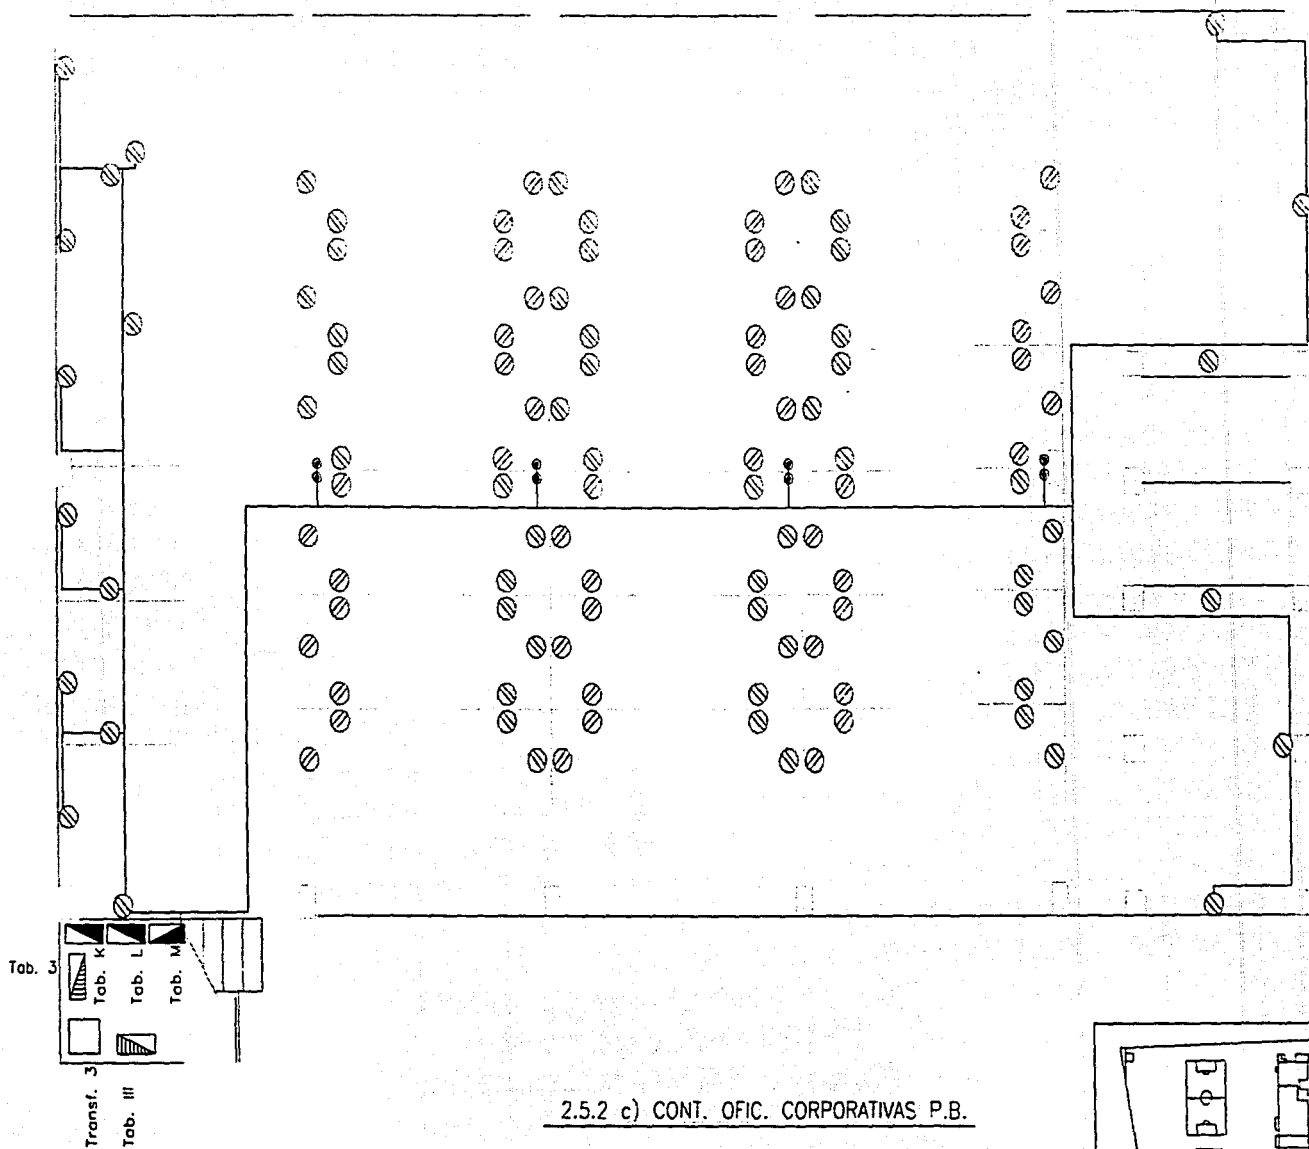 Tab. 3
Tab. K
Tab. L
Tab. M
Transf. 3
Tab. III
2.5.2 c) CONT. OFIC. CORPORATIVAS P.B.